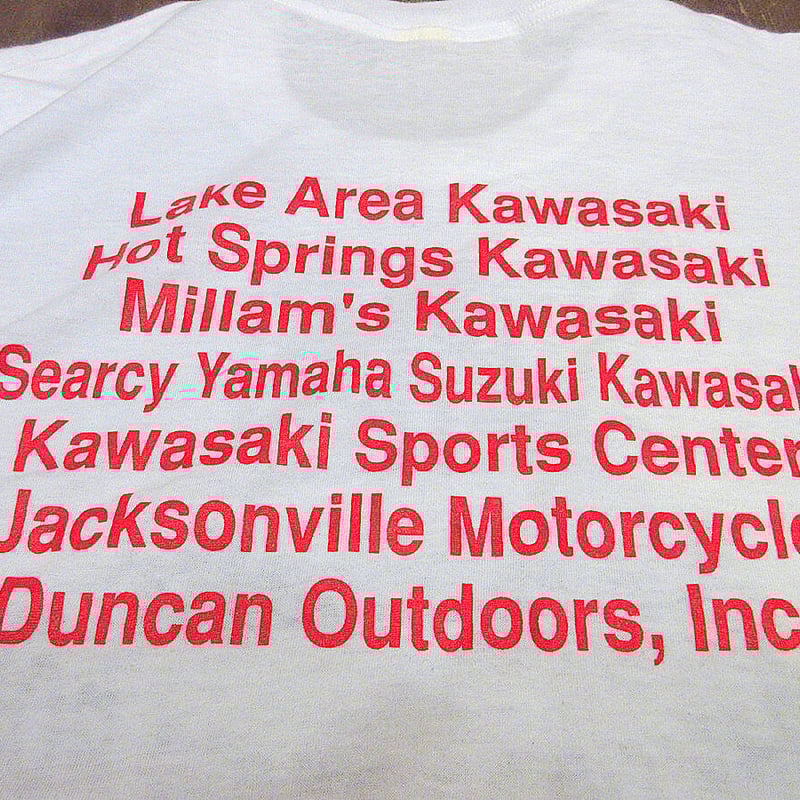 Lake Area Kawasaki
Hot Springs Kawasaki
Millam's Kawasaki
Searcy Yamaha Suzuki Kawasak
Kawasaki Sports Center
Jacksonville Motorcycle
Duncan Outdoors, Inc